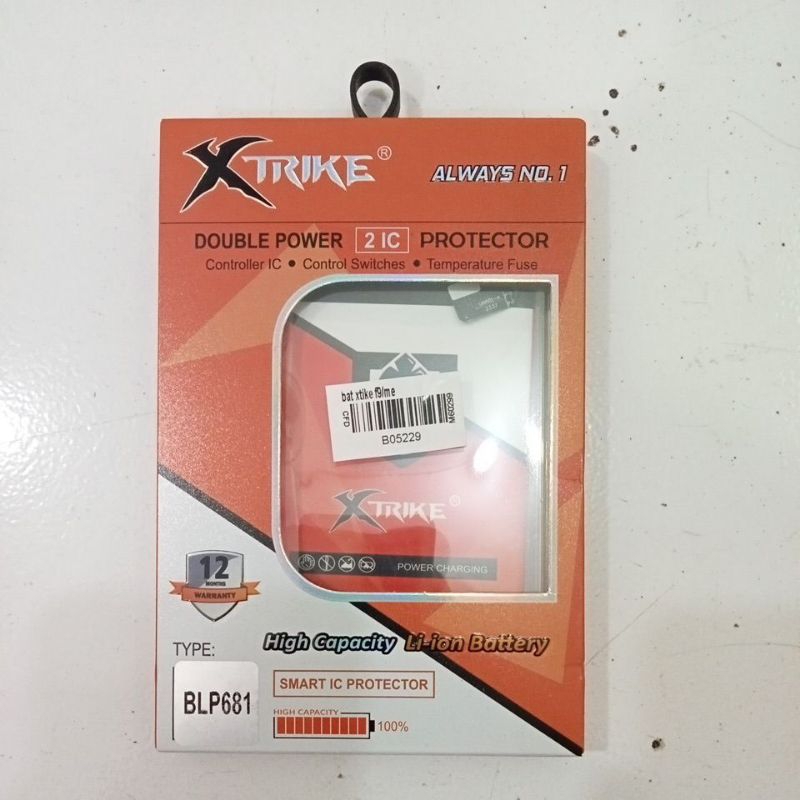 XTRIKE®
ALWAYS NO. 1
DOUBLE POWER 2 IC PROTECTOR
Controller IC • Control Switches • Temperature Fuse
bat xtike f9/me
CFD
M60299
B05229
XTRIKE®
POWER CHARGING
12
MONTHS
WARRANTY
High Capacity Li-ion Battery
TYPE:
BLP681
SMART IC PROTECTOR
HIGH CAPACITY
100%